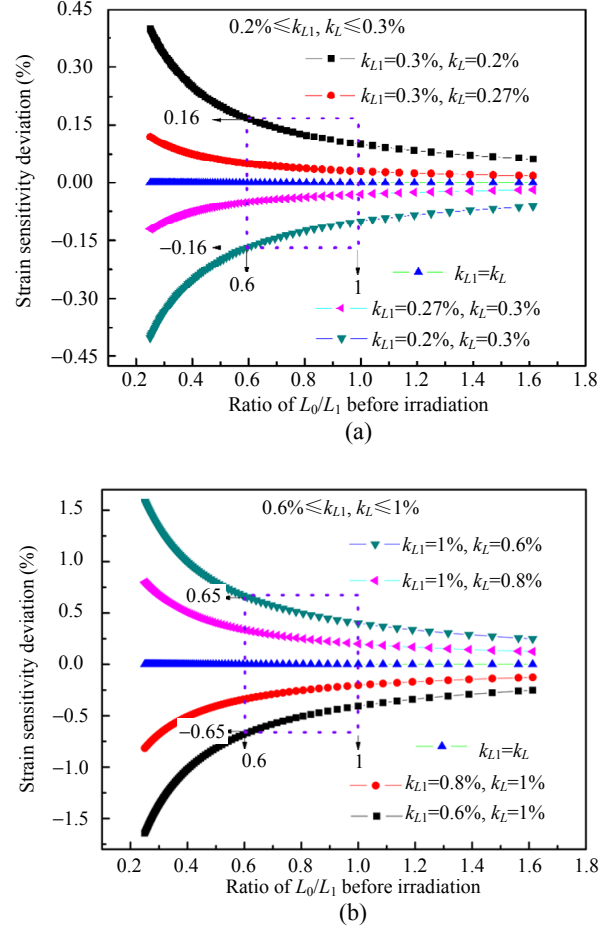 0.2%≤kL1, kL≤0.3%
kL1=0.3%, kL=0.2%
kL1=0.3%, kL=0.27%
0.45
0.30
0.15
0.00
−0.15
−0.30
−0.45
Strain sensitivity deviation (%)
0.16
−0.16
0.6
1
kL1=kL
kL1=0.27%, kL=0.3%
kL1=0.2%, kL=0.3%
0.2 0.4 0.6 0.8 1.0 1.2 1.4 1.6 1.8
Ratio of L0/L1 before irradiation
(a)
0.6%≤kL1, kL≤1%
kL1=1%, kL=0.6%
kL1=1%, kL=0.8%
1.5
1.0
0.5
0.0
−0.5
−1.0
−1.5
Strain sensitivity deviation (%)
0.65
−0.65
0.6
1
kL1=kL
kL1=0.8%, kL=1%
kL1=0.6%, kL=1%
0.2 0.4 0.6 0.8 1.0 1.2 1.4 1.6 1.8
Ratio of L0/L1 before irradiation
(b)